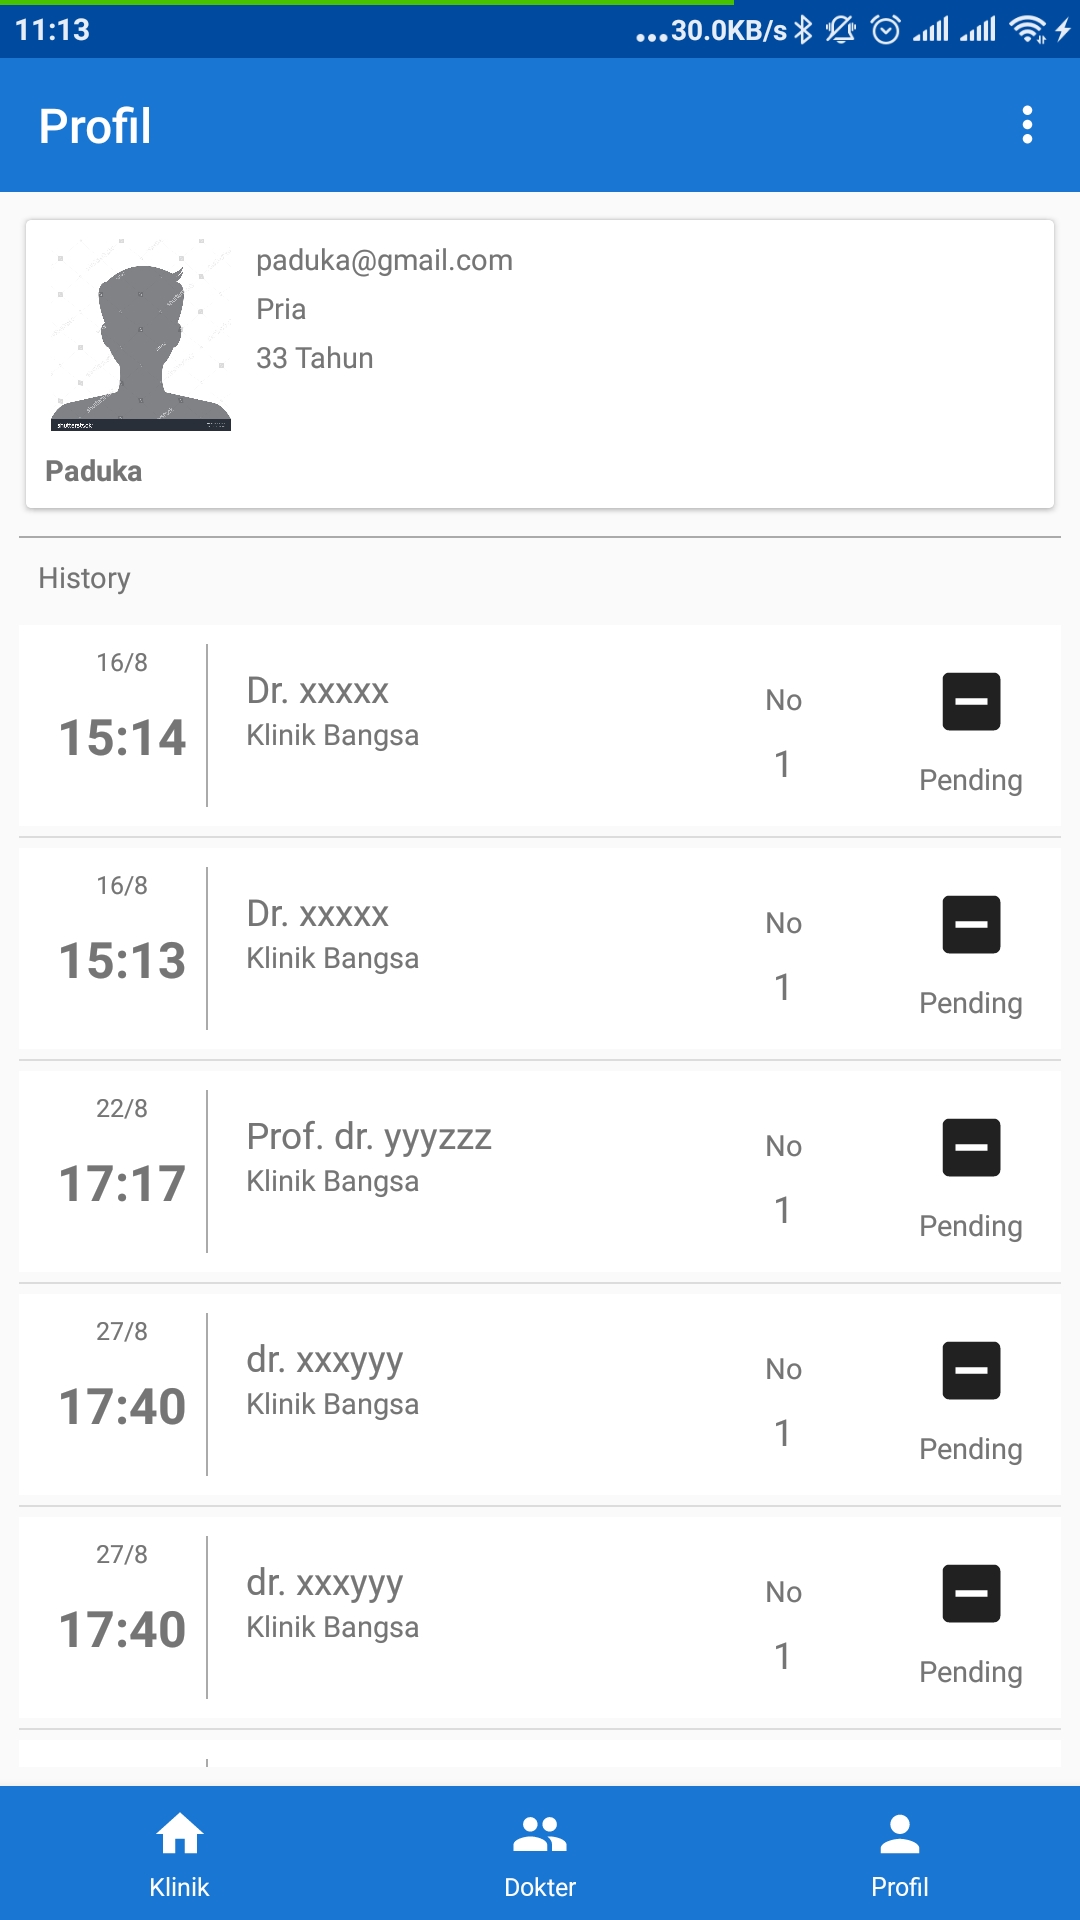 11:13 ...30.0KB/s
Profil
paduka@gmail.com
Pria
33 Tahun
shutterstock
Paduka
History
16/8
15:14
Dr. xxxxx
Klinik Bangsa
No
1
Pending
16/8
15:13
Dr. xxxxx
Klinik Bangsa
No
1
Pending
22/8
17:17
Prof. dr. yyyzzz
Klinik Bangsa
No
1
Pending
27/8
17:40
dr. xxxyyy
Klinik Bangsa
No
1
Pending
27/8
17:40
dr. xxxyyy
Klinik Bangsa
No
1
Pending
Klinik Dokter Profil